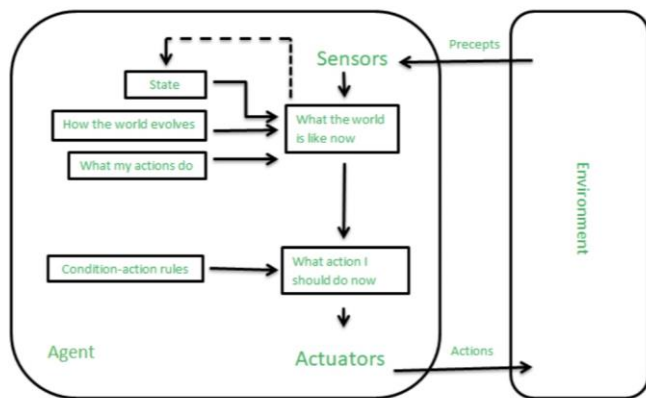 Sensors
Precepts
State
How the world evolves
What the world
is like now
What my actions do
Environment
Condition-action rules
What action I
should do now
Agent
Actuators
Actions